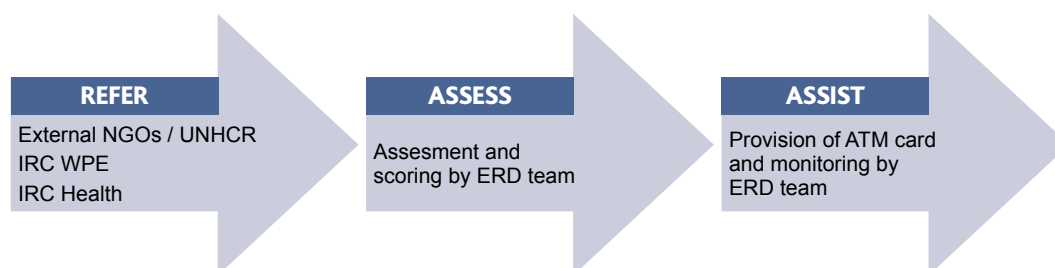 REFER
External NGOs / UNHCR
IRC WPE
IRC Health
ASSESS
Assesment and
scoring by ERD team
ASSIST
Provision of ATM card
and monitoring by
ERD team